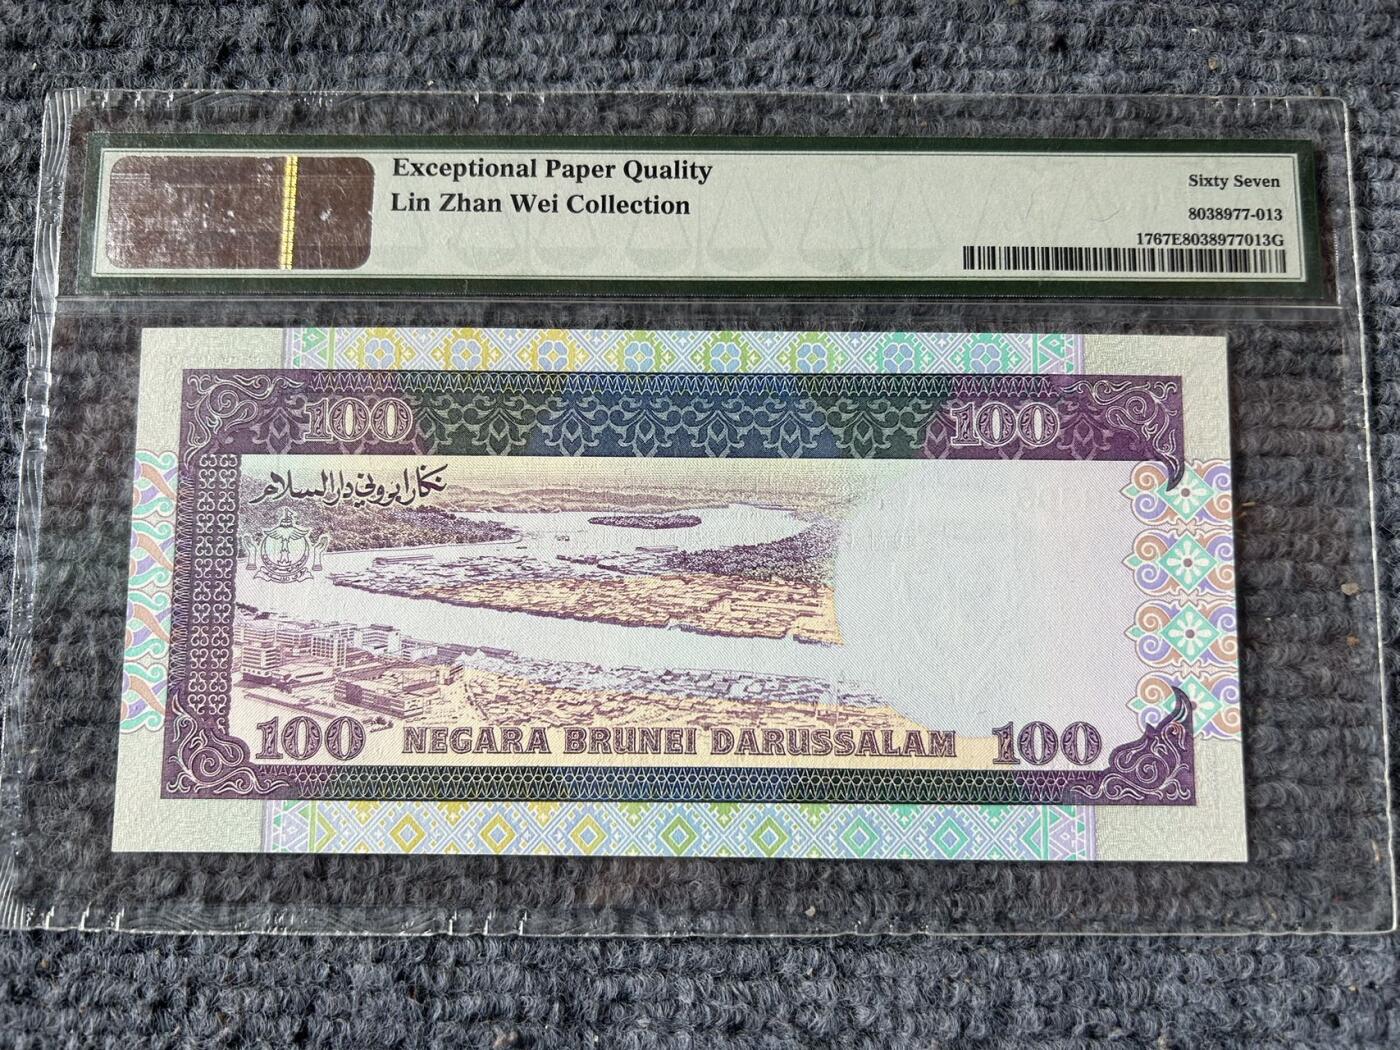 Exceptional Paper Quality
Lin Zhan Wei Collection
Sixty Seven
8038977-013
1767E8038977013G
100
100
نڬارا بروني دارالسلام
100
NEGARA BRUNEI DARUSSALAM
100